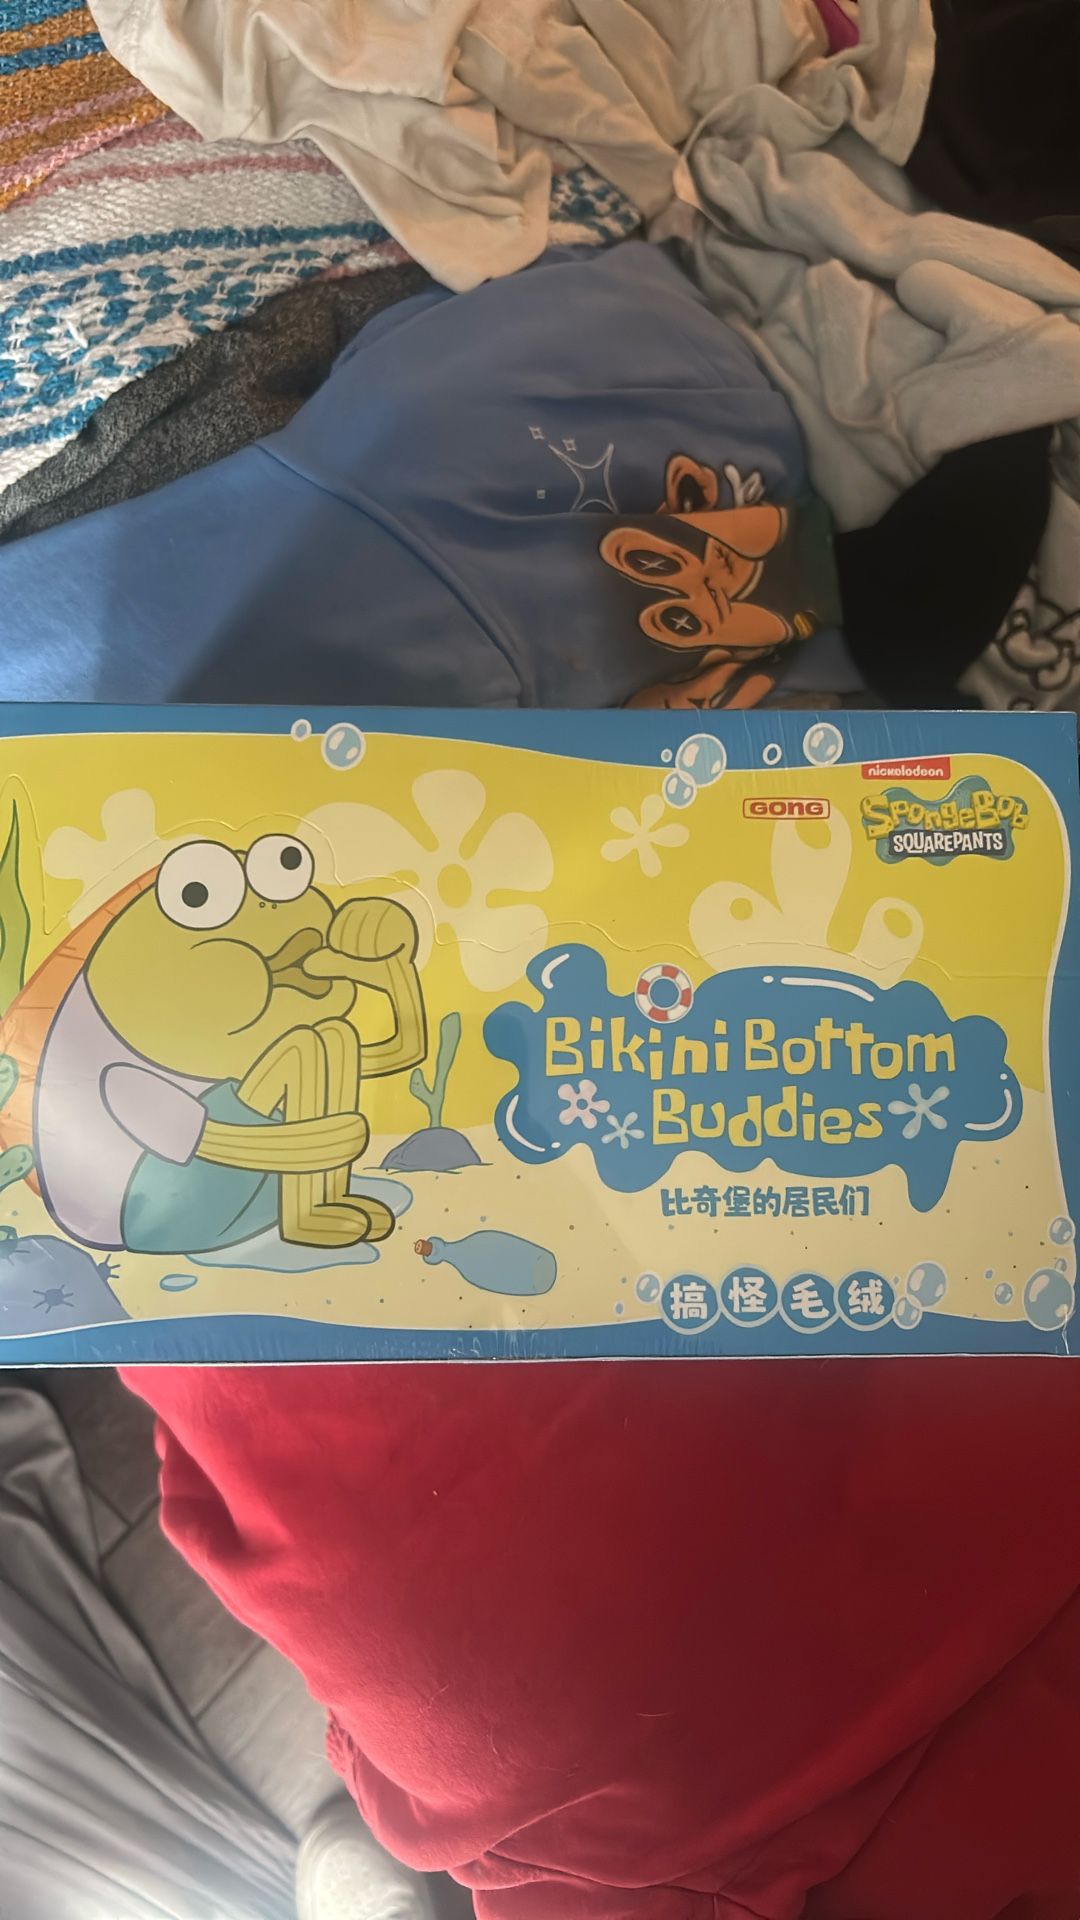 nickelodeon
GONG
SPONGEBOB
SQUAREPANTS
Bikini Bottom
Buddies
比奇堡的居民们
搞怪毛绒